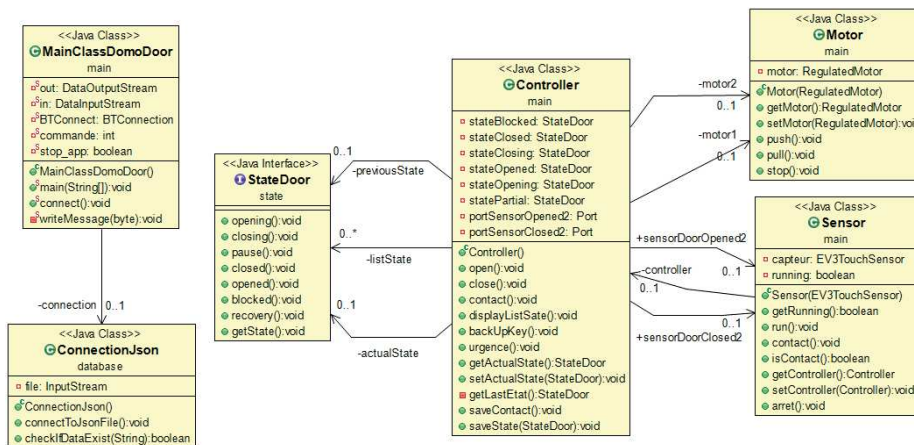 <<Java Class>>
MainClassDomoDoor
main
out: DataOutputStream
in: DataInputStream
BTConnect: BTConnection
commande: int
stop_app: boolean
MainClassDomoDoor()
main(String[]):void
connect():void
writeMessage(byte):void
-connection
0..1
<<Java Class>>
ConnectionJson
database
file: InputStream
ConnectionJson()
connectToJsonFile():void
checkIfDataExist(String):boolean
<<Java Interface>>
StateDoor
state
opening():void
closing():void
pause():void
closed():void
opened():void
blocked():void
recovery():void
getState():void
0..1
-previousState
0..*
-listState
0..1
-actualState
<<Java Class>>
Controller
main
stateBlocked: StateDoor
stateClosed: StateDoor
stateClosing: StateDoor
stateOpened: StateDoor
stateOpening: StateDoor
statePartial: StateDoor
portSensorOpened2: Port
portSensorClosed2: Port
Controller()
open():void
close():void
contact():void
displayListSate():void
backUpKey():void
urgence():void
getActualState():StateDoor
setActualState(StateDoor):void
getLastEtat():StateDoor
saveContact():void
saveState(StateDoor):void
-motor2
0..1
-motor1
0..1
+sensorDoorOpened2
0..1
-controller
0..1
0..1
+sensorDoorClosed2
<<Java Class>>
Motor
main
motor: RegulatedMotor
Motor(RegulatedMotor)
getMotor():RegulatedMotor
setMotor(RegulatedMotor):void
push():void
pull():void
stop():void
<<Java Class>>
Sensor
main
capteur: EV3TouchSensor
running: boolean
Sensor(EV3TouchSensor)
getRunning():boolean
run():void
contact():void
isContact():boolean
getController():Controller
setController(Controller):void
arret():void